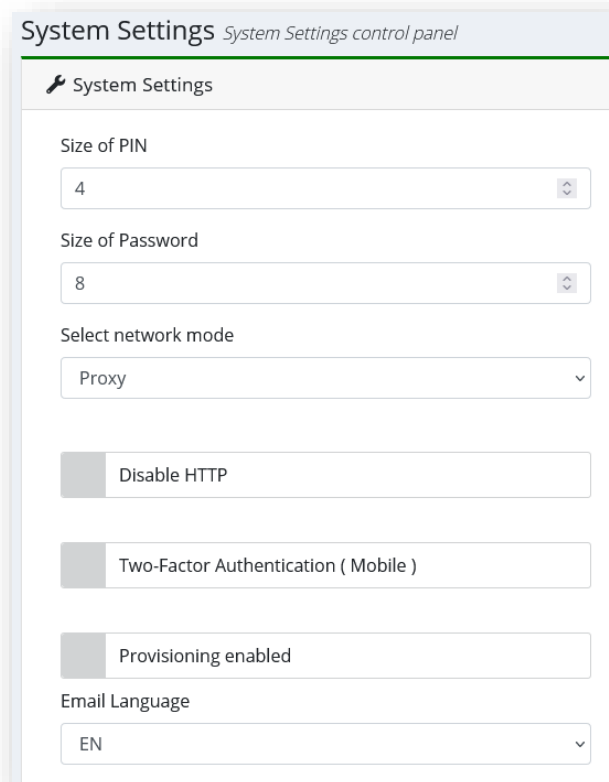 System Settings System Settings control panel
System Settings
Size of PIN
4
Size of Password
8
Select network mode
Proxy
Disable HTTP
Two-Factor Authentication ( Mobile )
Provisioning enabled
Email Language
EN